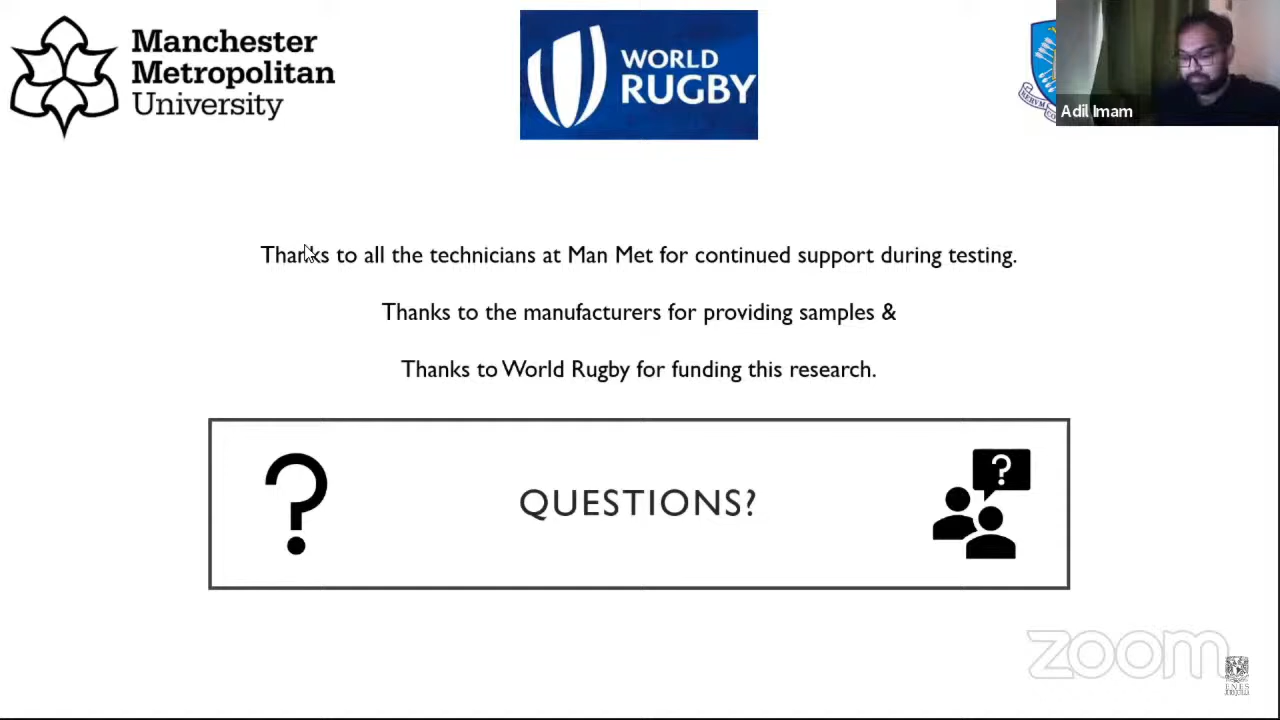 Manchester
Metropolitan
University
WORLD
RUGBY
Adil Imam
Thanks to all the technicians at Man Met for continued support during testing.
Thanks to the manufacturers for providing samples &
Thanks to World Rugby for funding this research.
?
QUESTIONS?
?
zoom